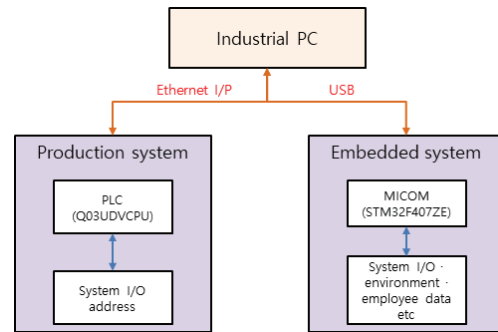 Industrial PC
Ethernet I/P
USB
Production system
PLC
(Q03UDVCPU)
System I/O
address
Embedded system
MICOM
(STM32F407ZE)
System I/O ·
environment ·
employee data
etc